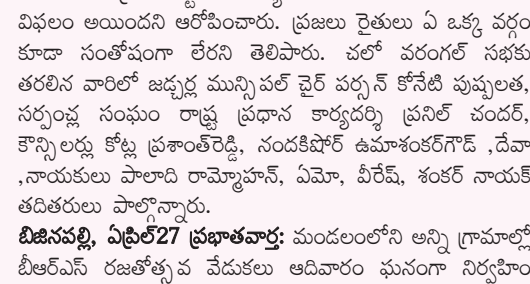 విఫలం అయిందని ఆరోపించారు. ప్రజలు రైతులు ఏ ఒక్క వర్గం
కూడా సంతోషంగా లేరని తెలిపారు. చలో వరంగల్ సభకు
తరలిన వారిలో జడ్చర్ల మున్సిపల్ చైర్ పర్సన్ కోనేటి పుష్పలత,
సర్పంచ్ల సంఘం రాష్ట్ర ప్రధాన కార్యదర్శి ప్రనిల్ చందర్,
కౌన్సిలర్లు కోట్ల ప్రశాంత్‌రెడ్డి, నందకిషోర్ ఉమాశంకర్‌గౌడ్ ,దేవా
,నాయకులు పాలాది రామ్మోహన్, ఏమో, వీరేష్, శంకర్ నాయక్
తదితరులు పాల్గొన్నారు.
బిజినపల్లి, ఏప్రిల్27 ప్రభాతవార్త: మండలంలోని అన్ని గ్రామాల్లో
బీఆర్ఎస్ రజతోత్సవ వేడుకలు ఆదివారం ఘనంగా నిర్వహిం